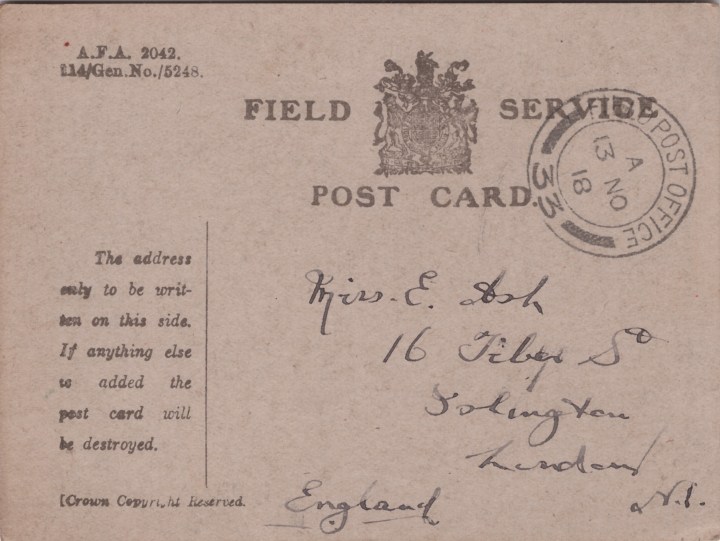 A.F.A. 2042.
114/Gen.No./5248.
FIELD SERVICE
POST CARD.
FIELD POST OFFICE
A
13 NO
18
33
The address
only to be writ-
ten on this side.
If anything else
is added the
post card will
be destroyed.
[Crown Copyright Reserved.
Miss. E. Ash
16 St
Islington
London
England N.1.